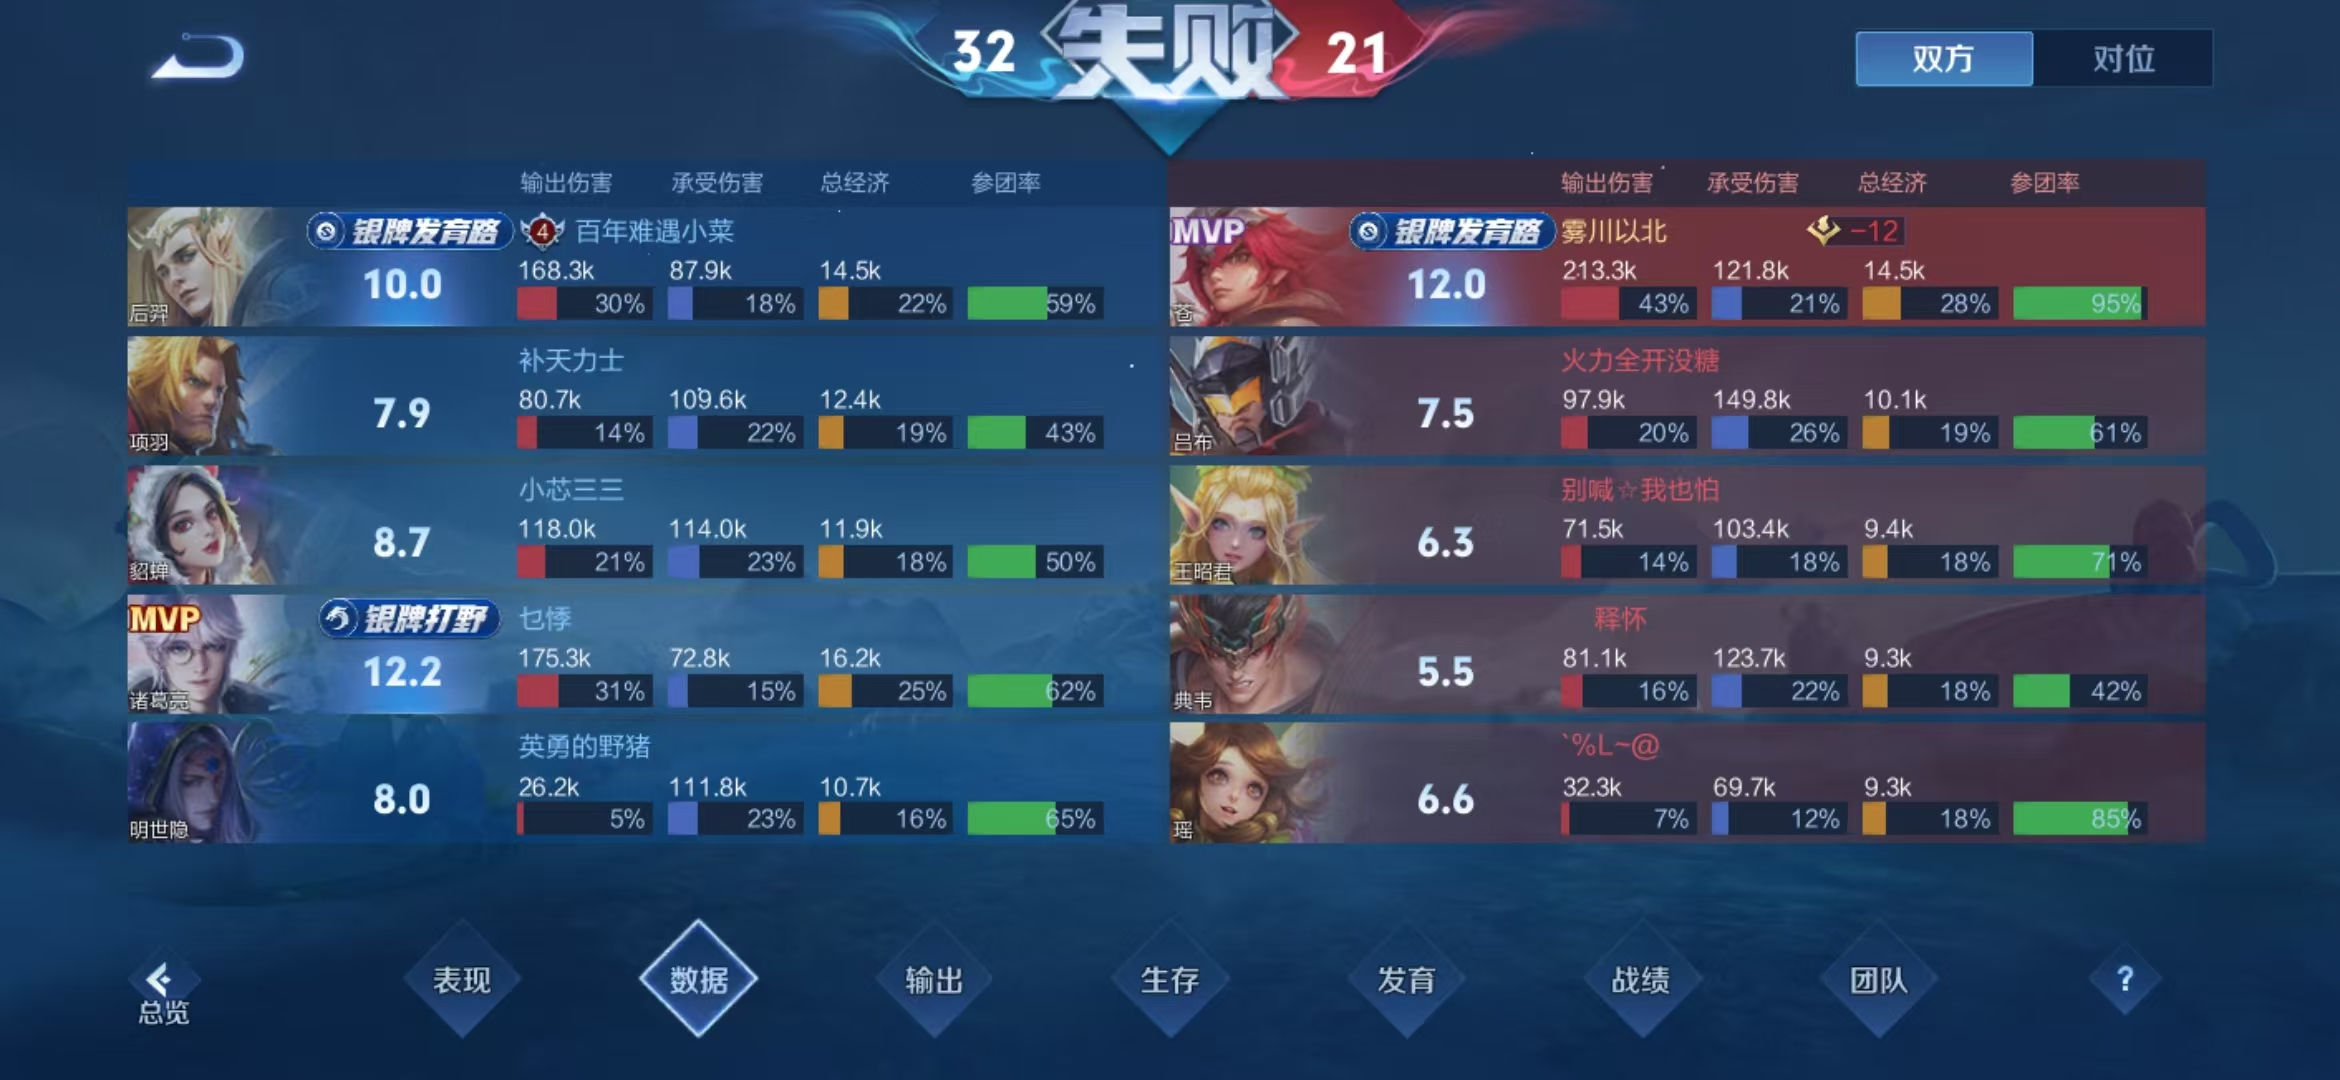 32 失败 21
双方 对位
输出伤害 承受伤害 总经济 参团率
后羿 银牌发育路 4 百年难遇小菜
10.0 168.3k 87.9k 14.5k
30% 18% 22% 59%
项羽 补天力士
7.9 80.7k 109.6k 12.4k
14% 22% 19% 43%
貂蝉 小芯三三
8.7 118.0k 114.0k 11.9k
21% 23% 18% 50%
MVP 诸葛亮 银牌打野 乜悸
12.2 175.3k 72.8k 16.2k
31% 15% 25% 62%
明世隐 英勇的野猪
8.0 26.2k 111.8k 10.7k
5% 23% 16% 65%
输出伤害 承受伤害 总经济 参团率
MVP 苍 银牌发育路 雾川以北 -12
12.0 213.3k 121.8k 14.5k
43% 21% 28% 95%
吕布 火力全开没糖
7.5 97.9k 149.8k 10.1k
20% 26% 19% 61%
王昭君 别喊☆我也怕
6.3 71.5k 103.4k 9.4k
14% 18% 18% 71%
典韦 释怀
5.5 81.1k 123.7k 9.3k
16% 22% 18% 42%
瑶 `%L~@
6.6 32.3k 69.7k 9.3k
7% 12% 18% 85%
总览 表现 数据 输出 生存 发育 战绩 团队 ?